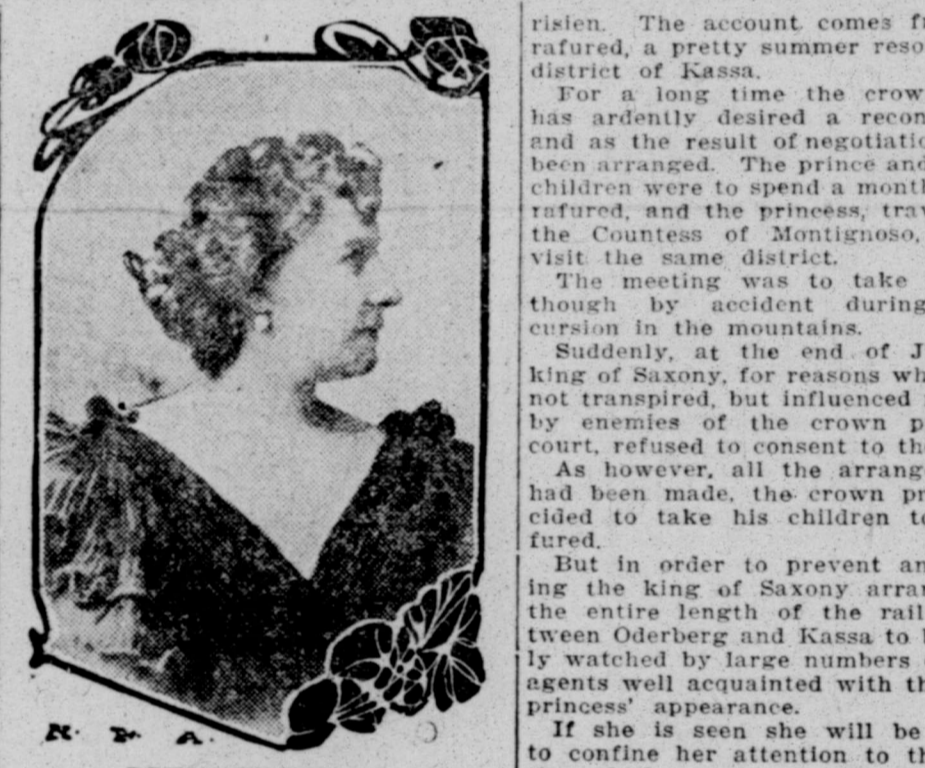 N. E. A.
risien. The account comes fr
rafured, a pretty summer reso
district of Kassa.
For a long time the crow
has ardently desired a recon
and as the result of negotiatio
been arranged. The prince and
children were to spend a month
rafured, and the princess, trav
the Countess of Montignoso,
visit the same district.
The meeting was to take
though by accident during
cursion in the mountains.
Suddenly, at the end of J
king of Saxony, for reasons wh
not transpired, but influenced
by enemies of the crown p
court, refused to consent to th
As however, all the arrang
had been made, the crown pr
cided to take his children t
fured.
But in order to prevent an
ing the king of Saxony arran
the entire length of the rail
tween Oderberg and Kassa to
ly watched by large numbers
agents well acquainted with th
princess' appearance.
If she is seen she will be
to confine her attention to th